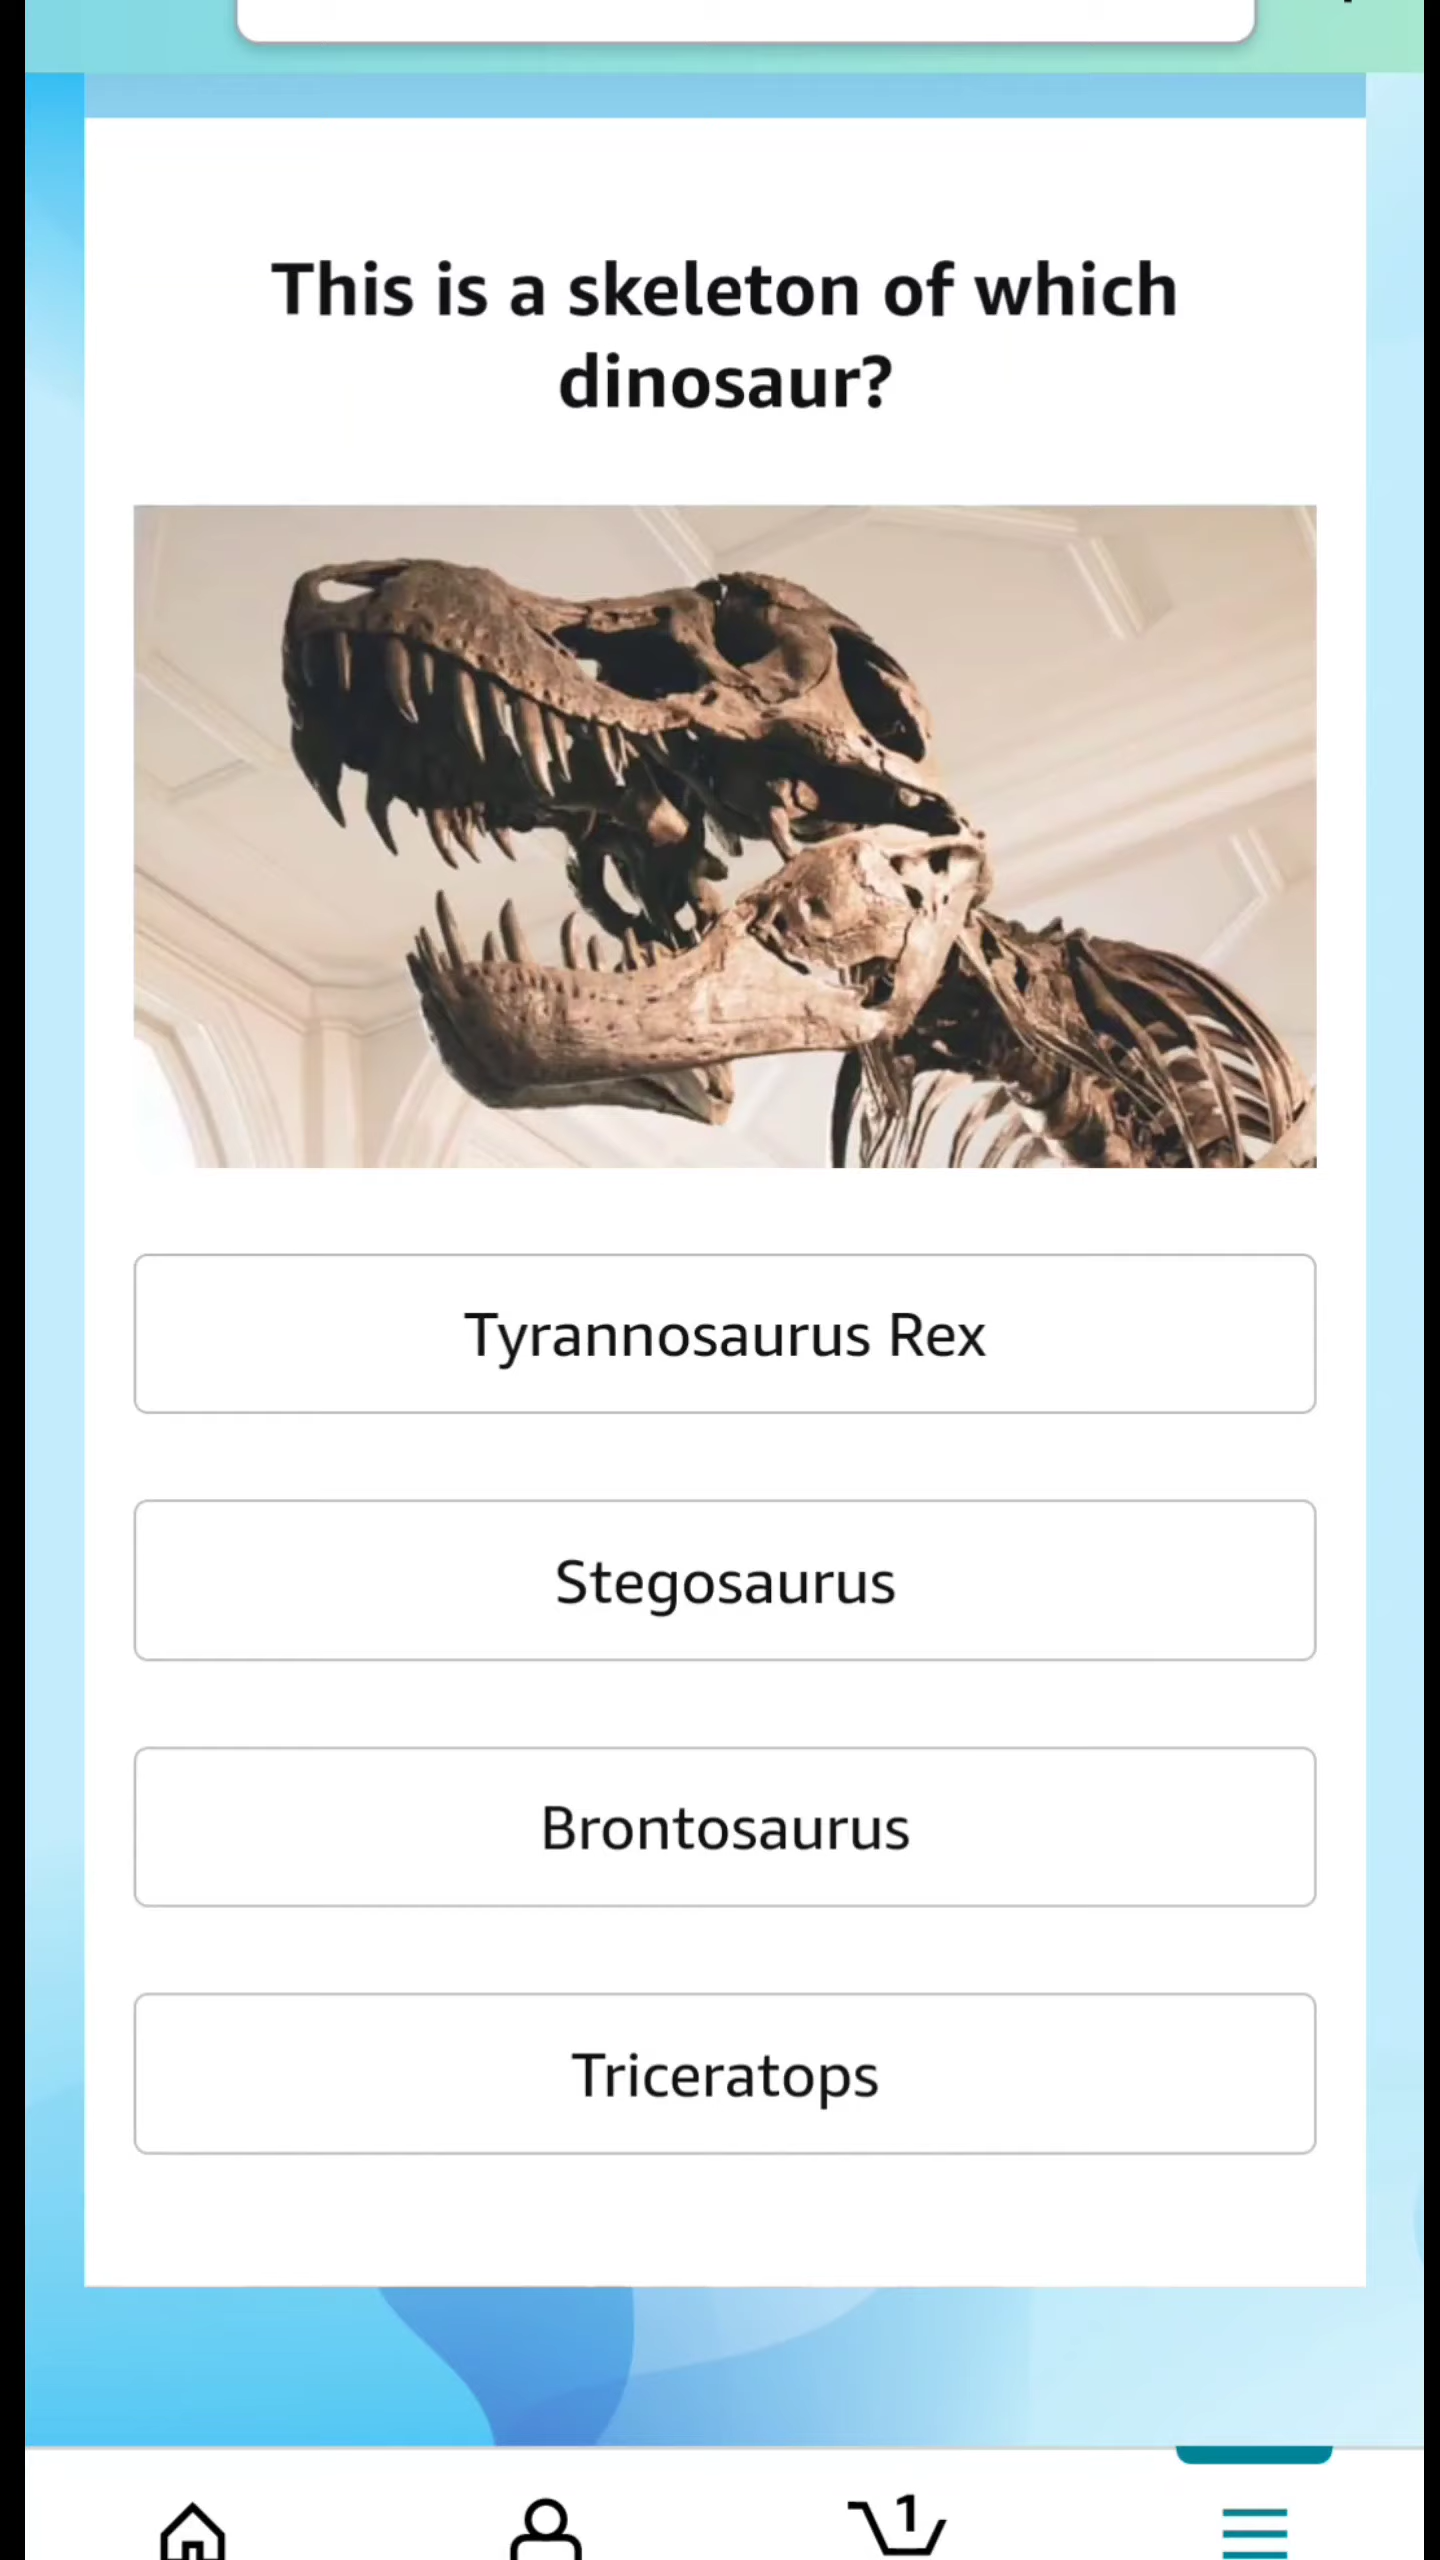 This is a skeleton of which
dinosaur?
Tyrannosaurus Rex
Stegosaurus
Brontosaurus
Triceratops
1